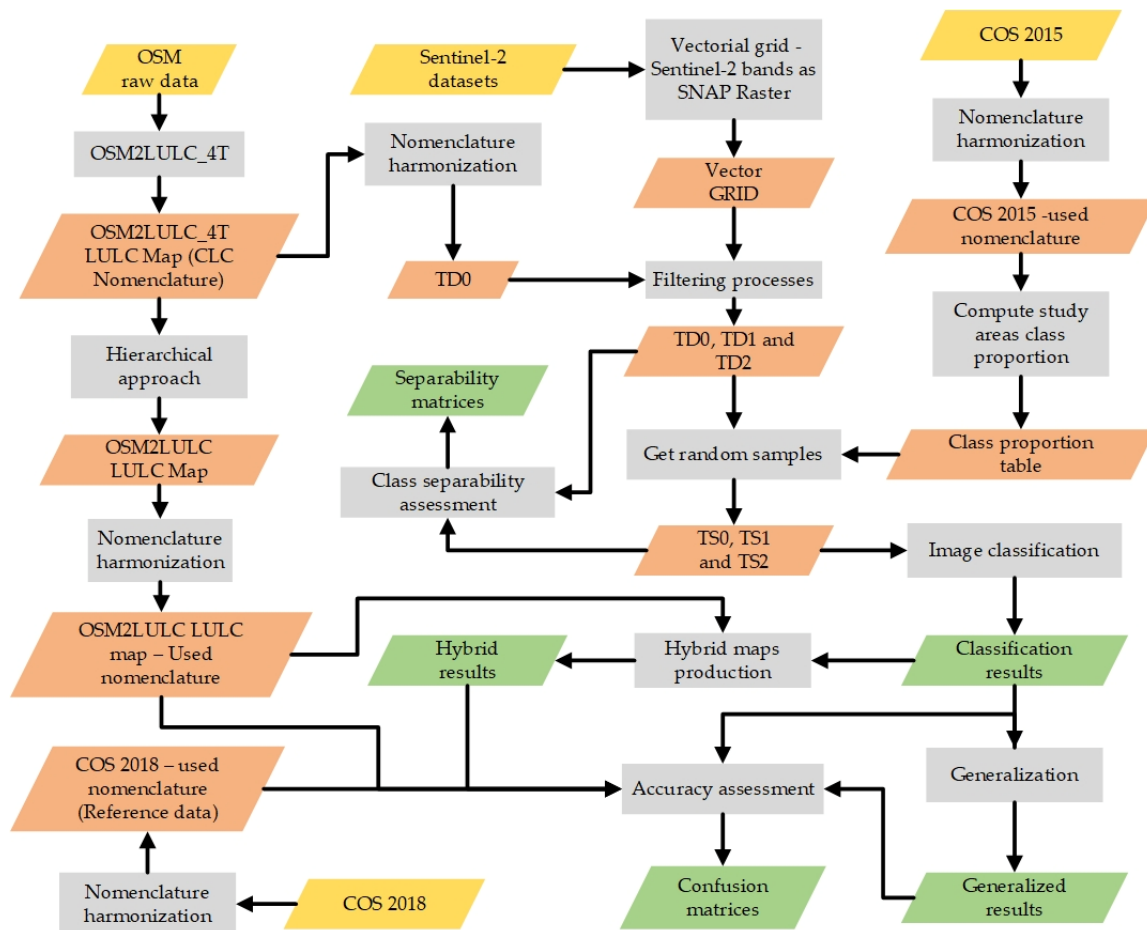 OSM
raw data
OSM2LULC_4T
OSM2LULC_4T
LULC Map (CLC
Nomenclature)
Hierarchical
approach
OSM2LULC
LULC Map
Nomenclature
harmonization
OSM2LULC LULC
map – Used
nomenclature
COS 2018 – used
nomenclature
(Reference data)
Nomenclature
harmonization
COS 2018
Sentinel-2
datasets
Nomenclature
harmonization
TD0
Separability
matrices
Class separability
assessment
Hybrid
results
Vectorial grid -
Sentinel-2 bands as
SNAP Raster
Vector
GRID
Filtering processes
TD0, TD1 and
TD2
Get random samples
TS0, TS1
and TS2
Hybrid maps
production
Accuracy assessment
Confusion
matrices
COS 2015
Nomenclature
harmonization
COS 2015 -used
nomenclature
Compute study
areas class
proportion
Class proportion
table
Image classification
Classification
results
Generalization
Generalized
results